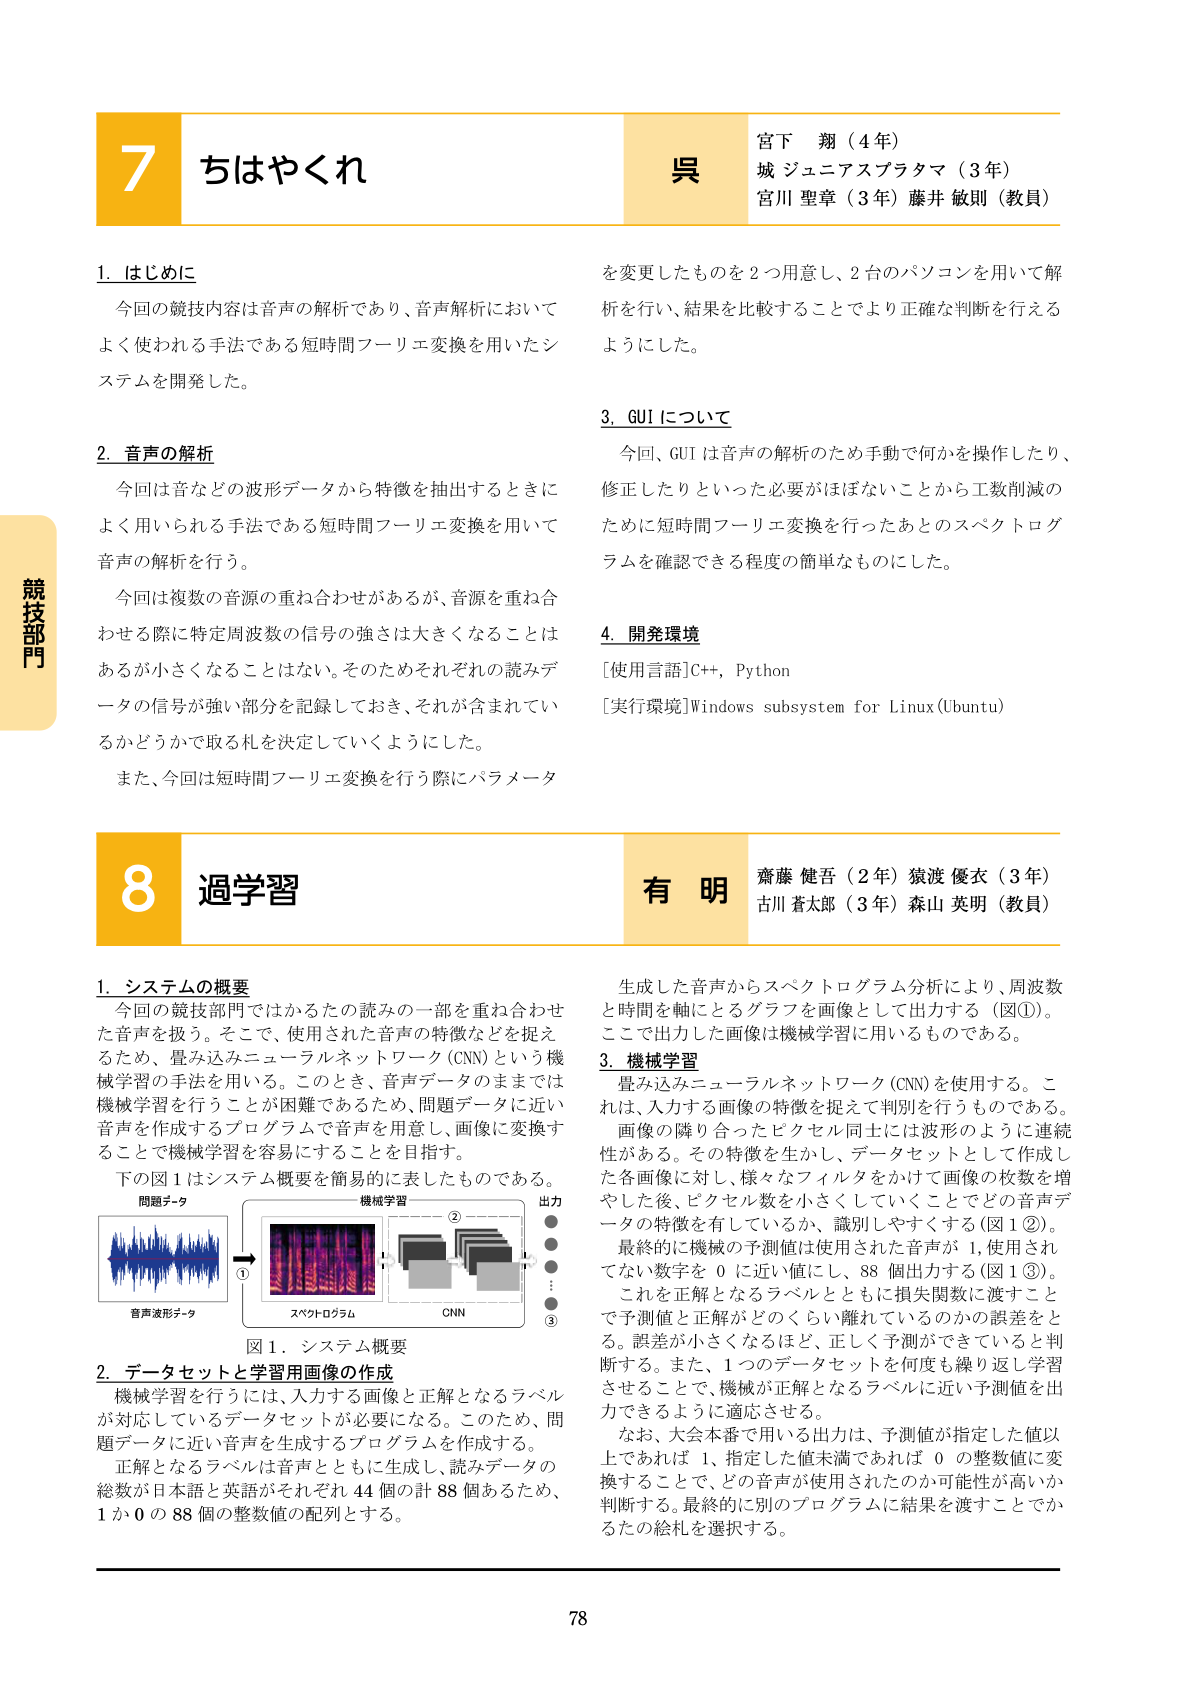 7
ちはやくれ
呉
宮下　翔（４年）
城 ジュニアスプラタマ（３年）
宮川 聖章（３年）藤井 敏則（教員）
1. はじめに
今回の競技内容は音声の解析であり、音声解析において
よく使われる手法である短時間フーリエ変換を用いたシ
ステムを開発した。
2. 音声の解析
今回は音などの波形データから特徴を抽出するときに
よく用いられる手法である短時間フーリエ変換を用いて
音声の解析を行う。
今回は複数の音源の重ね合わせがあるが、音源を重ね合
わせる際に特定周波数の信号の強さは大きくなることは
あるが小さくなることはない。そのためそれぞれの読みデ
ータの信号が強い部分を記録しておき、それが含まれてい
るかどうかで取る札を決定していくようにした。
また、今回は短時間フーリエ変換を行う際にパラメータ
を変更したものを 2 つ用意し、2 台のパソコンを用いて解
析を行い、結果を比較することでより正確な判断を行える
ようにした。
3. GUI について
今回、GUI は音声の解析のため手動で何かを操作したり、
修正したりといった必要がほぼないことから工数削減の
ために短時間フーリエ変換を行ったあとのスペクトログ
ラムを確認できる程度の簡単なものにした。
4. 開発環境
[使用言語]C++, Python
[実行環境]Windows subsystem for Linux(Ubuntu)
競技部門
8
過学習
有　明
齋藤 健吾（２年）猿渡 優衣（３年）
古川 蒼太郎（３年）森山 英明（教員）
1. システムの概要
今回の競技部門ではかるたの読みの一部を重ね合わせ
た音声を扱う。そこで、使用された音声の特徴などを捉え
るため、畳み込みニューラルネットワーク(CNN)という機
械学習の手法を用いる。このとき、音声データのままでは
機械学習を行うことが困難であるため、問題データに近い
音声を作成するプログラムで音声を用意し、画像に変換す
ることで機械学習を容易にすることを目指す。
下の図 1 はシステム概要を簡易的に表したものである。
問題データ
機械学習
出力
②
①
音声波形データ
スペクトログラム
CNN
③
図 1. システム概要
2. データセットと学習用画像の作成
機械学習を行うには、入力する画像と正解となるラベル
が対応しているデータセットが必要になる。このため、問
題データに近い音声を生成するプログラムを作成する。
正解となるラベルは音声とともに生成し、読みデータの
総数が日本語と英語がそれぞれ 44 個の計 88 個あるため、
1 か 0 の 88 個の整数値の配列とする。
生成した音声からスペクトログラム分析により、周波数
と時間を軸にとるグラフを画像として出力する（図①）。
ここで出力した画像は機械学習に用いるものである。
3. 機械学習
畳み込みニューラルネットワーク(CNN)を使用する。こ
れは、入力する画像の特徴を捉えて判別を行うものである。
画像の隣り合ったピクセル同士には波形のように連続
性がある。その特徴を生かし、データセットとして作成し
た各画像に対し、様々なフィルタをかけて画像の枚数を増
やした後、ピクセル数を小さくしていくことでどの音声デ
ータの特徴を有しているか、識別しやすくする(図 1②)。
最終的に機械の予測値は使用された音声が 1,使用され
てない数字を 0 に近い値にし、88 個出力する(図 1③)。
これを正解となるラベルとともに損失関数に渡すこと
で予測値と正解がどのくらい離れているのかの誤差をと
る。誤差が小さくなるほど、正しく予測ができていると判
断する。また、1 つのデータセットを何度も繰り返し学習
させることで、機械が正解となるラベルに近い予測値を出
力できるように適応させる。
なお、大会本番で用いる出力は、予測値が指定した値以
上であれば 1、指定した値未満であれば 0 の整数値に変
換することで、どの音声が使用されたのか可能性が高いか
判断する。最終的に別のプログラムに結果を渡すことでか
るたの絵札を選択する。
78